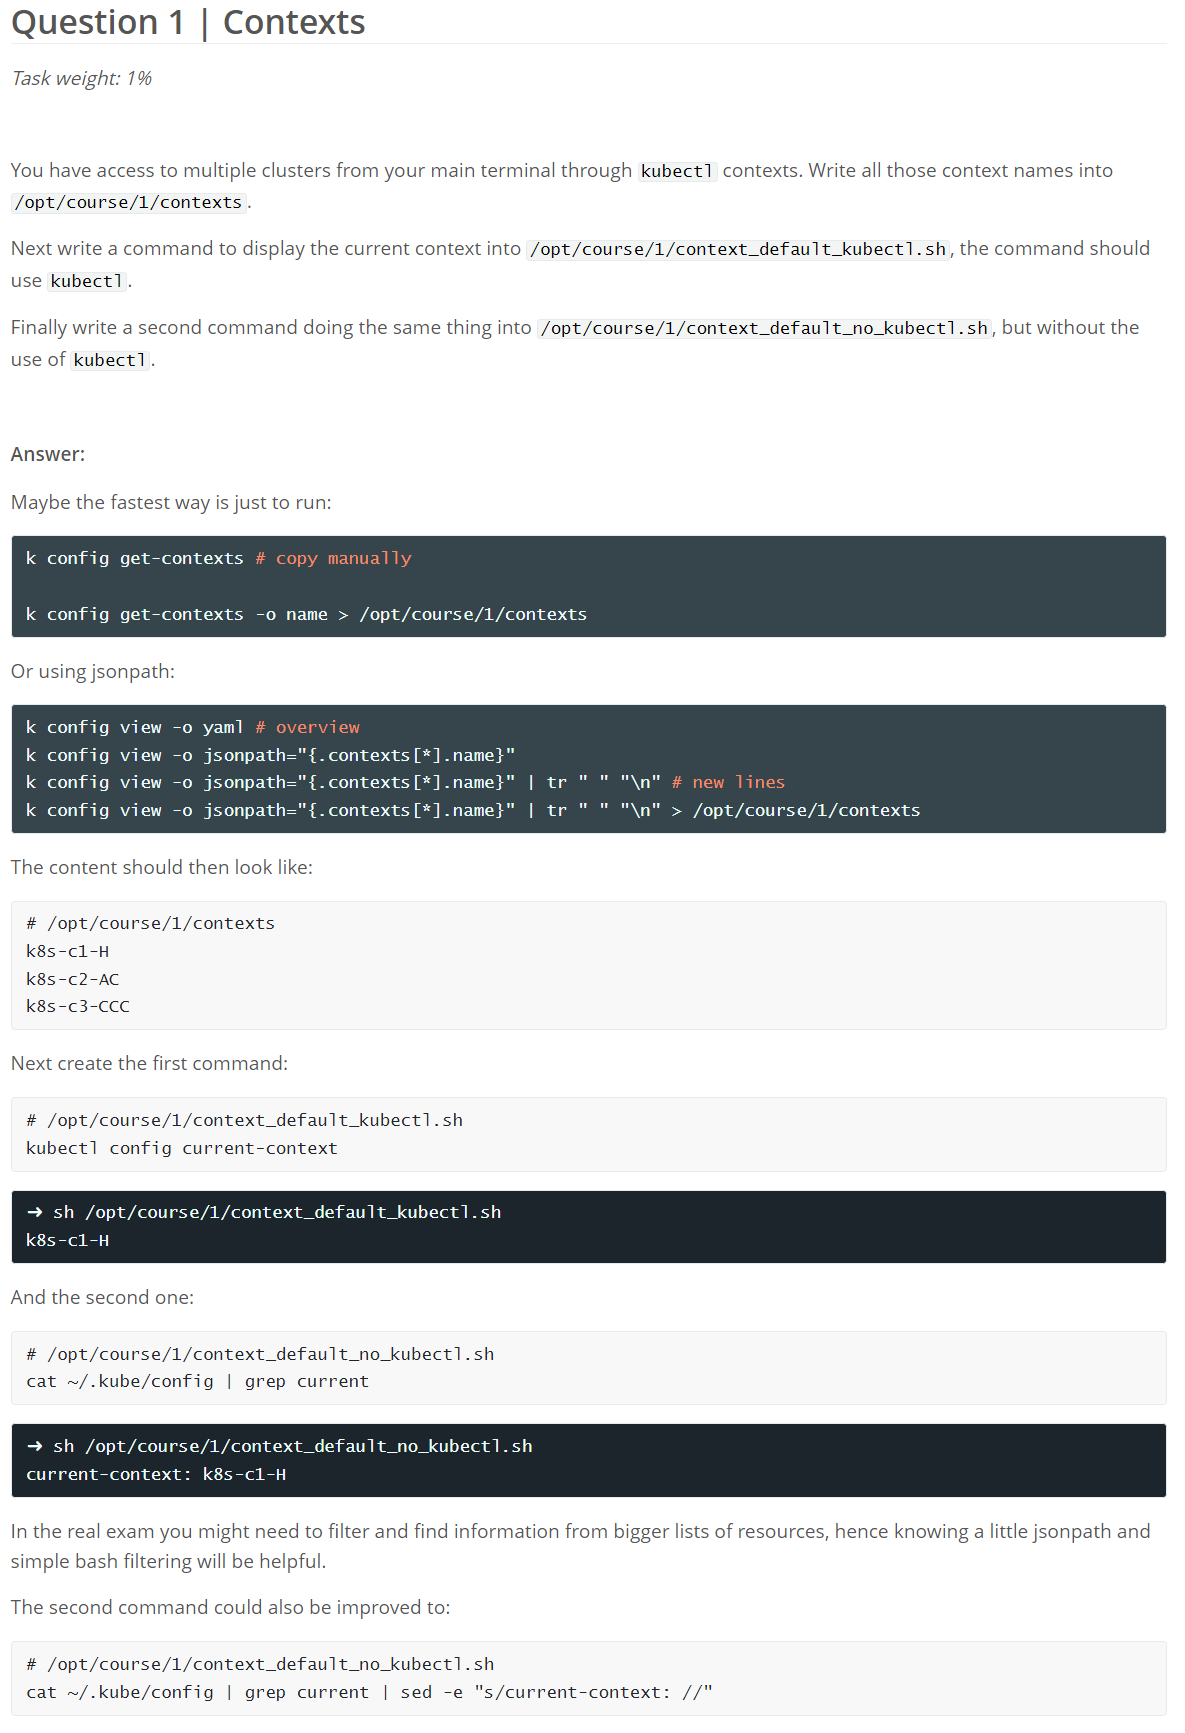 Question 1 | Contexts
Task weight: 1%
You have access to multiple clusters from your main terminal through kubectl contexts. Write all those context names into
/opt/course/1/contexts.
Next write a command to display the current context into /opt/course/1/context_default_kubectl.sh, the command should
use kubectl.
Finally write a second command doing the same thing into /opt/course/1/context_default_no_kubectl.sh, but without the
use of kubectl.
Answer:
Maybe the fastest way is just to run:
k config get-contexts # copy manually
k config get-contexts -o name > /opt/course/1/contexts
Or using jsonpath:
k config view -o yaml # overview
k config view -o jsonpath="{.contexts[*].name}"
k config view -o jsonpath="{.contexts[*].name}" | tr " " "\n" # new lines
k config view -o jsonpath="{.contexts[*].name}" | tr " " "\n" > /opt/course/1/contexts
The content should then look like:
# /opt/course/1/contexts
k8s-c1-H
k8s-c2-AC
k8s-c3-CCC
Next create the first command:
# /opt/course/1/context_default_kubectl.sh
kubectl config current-context
➜ sh /opt/course/1/context_default_kubectl.sh
k8s-c1-H
And the second one:
# /opt/course/1/context_default_no_kubectl.sh
cat ~/.kube/config | grep current
➜ sh /opt/course/1/context_default_no_kubectl.sh
current-context: k8s-c1-H
In the real exam you might need to filter and find information from bigger lists of resources, hence knowing a little jsonpath and
simple bash filtering will be helpful.
The second command could also be improved to:
# /opt/course/1/context_default_no_kubectl.sh
cat ~/.kube/config | grep current | sed -e "s/current-context: //"